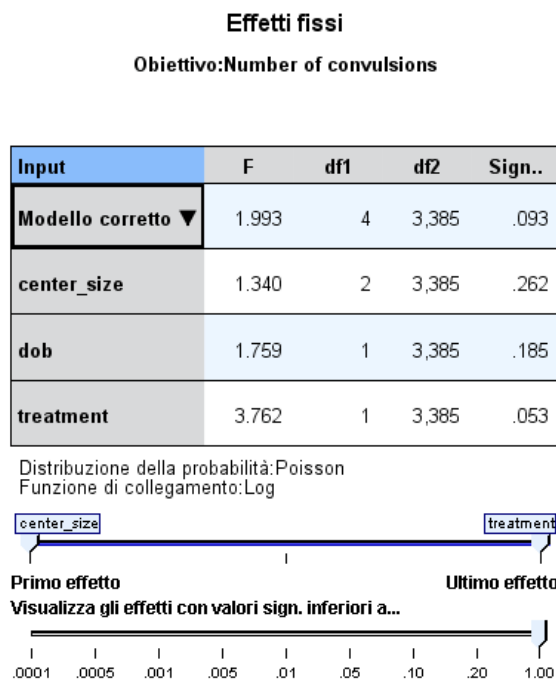 Effetti fissi
Obiettivo:Number of convulsions
Input F df1 df2 Sign..
Modello corretto ▼ 1.993 4 3,385 .093
center_size 1.340 2 3,385 .262
dob 1.759 1 3,385 .185
treatment 3.762 1 3,385 .053
Distribuzione della probabilità:Poisson
Funzione di collegamento:Log
center_size treatment
Primo effetto Ultimo effetto
Visualizza gli effetti con valori sign. inferiori a...
.0001 .0005 .001 .005 .01 .05 .10 .20 1.00